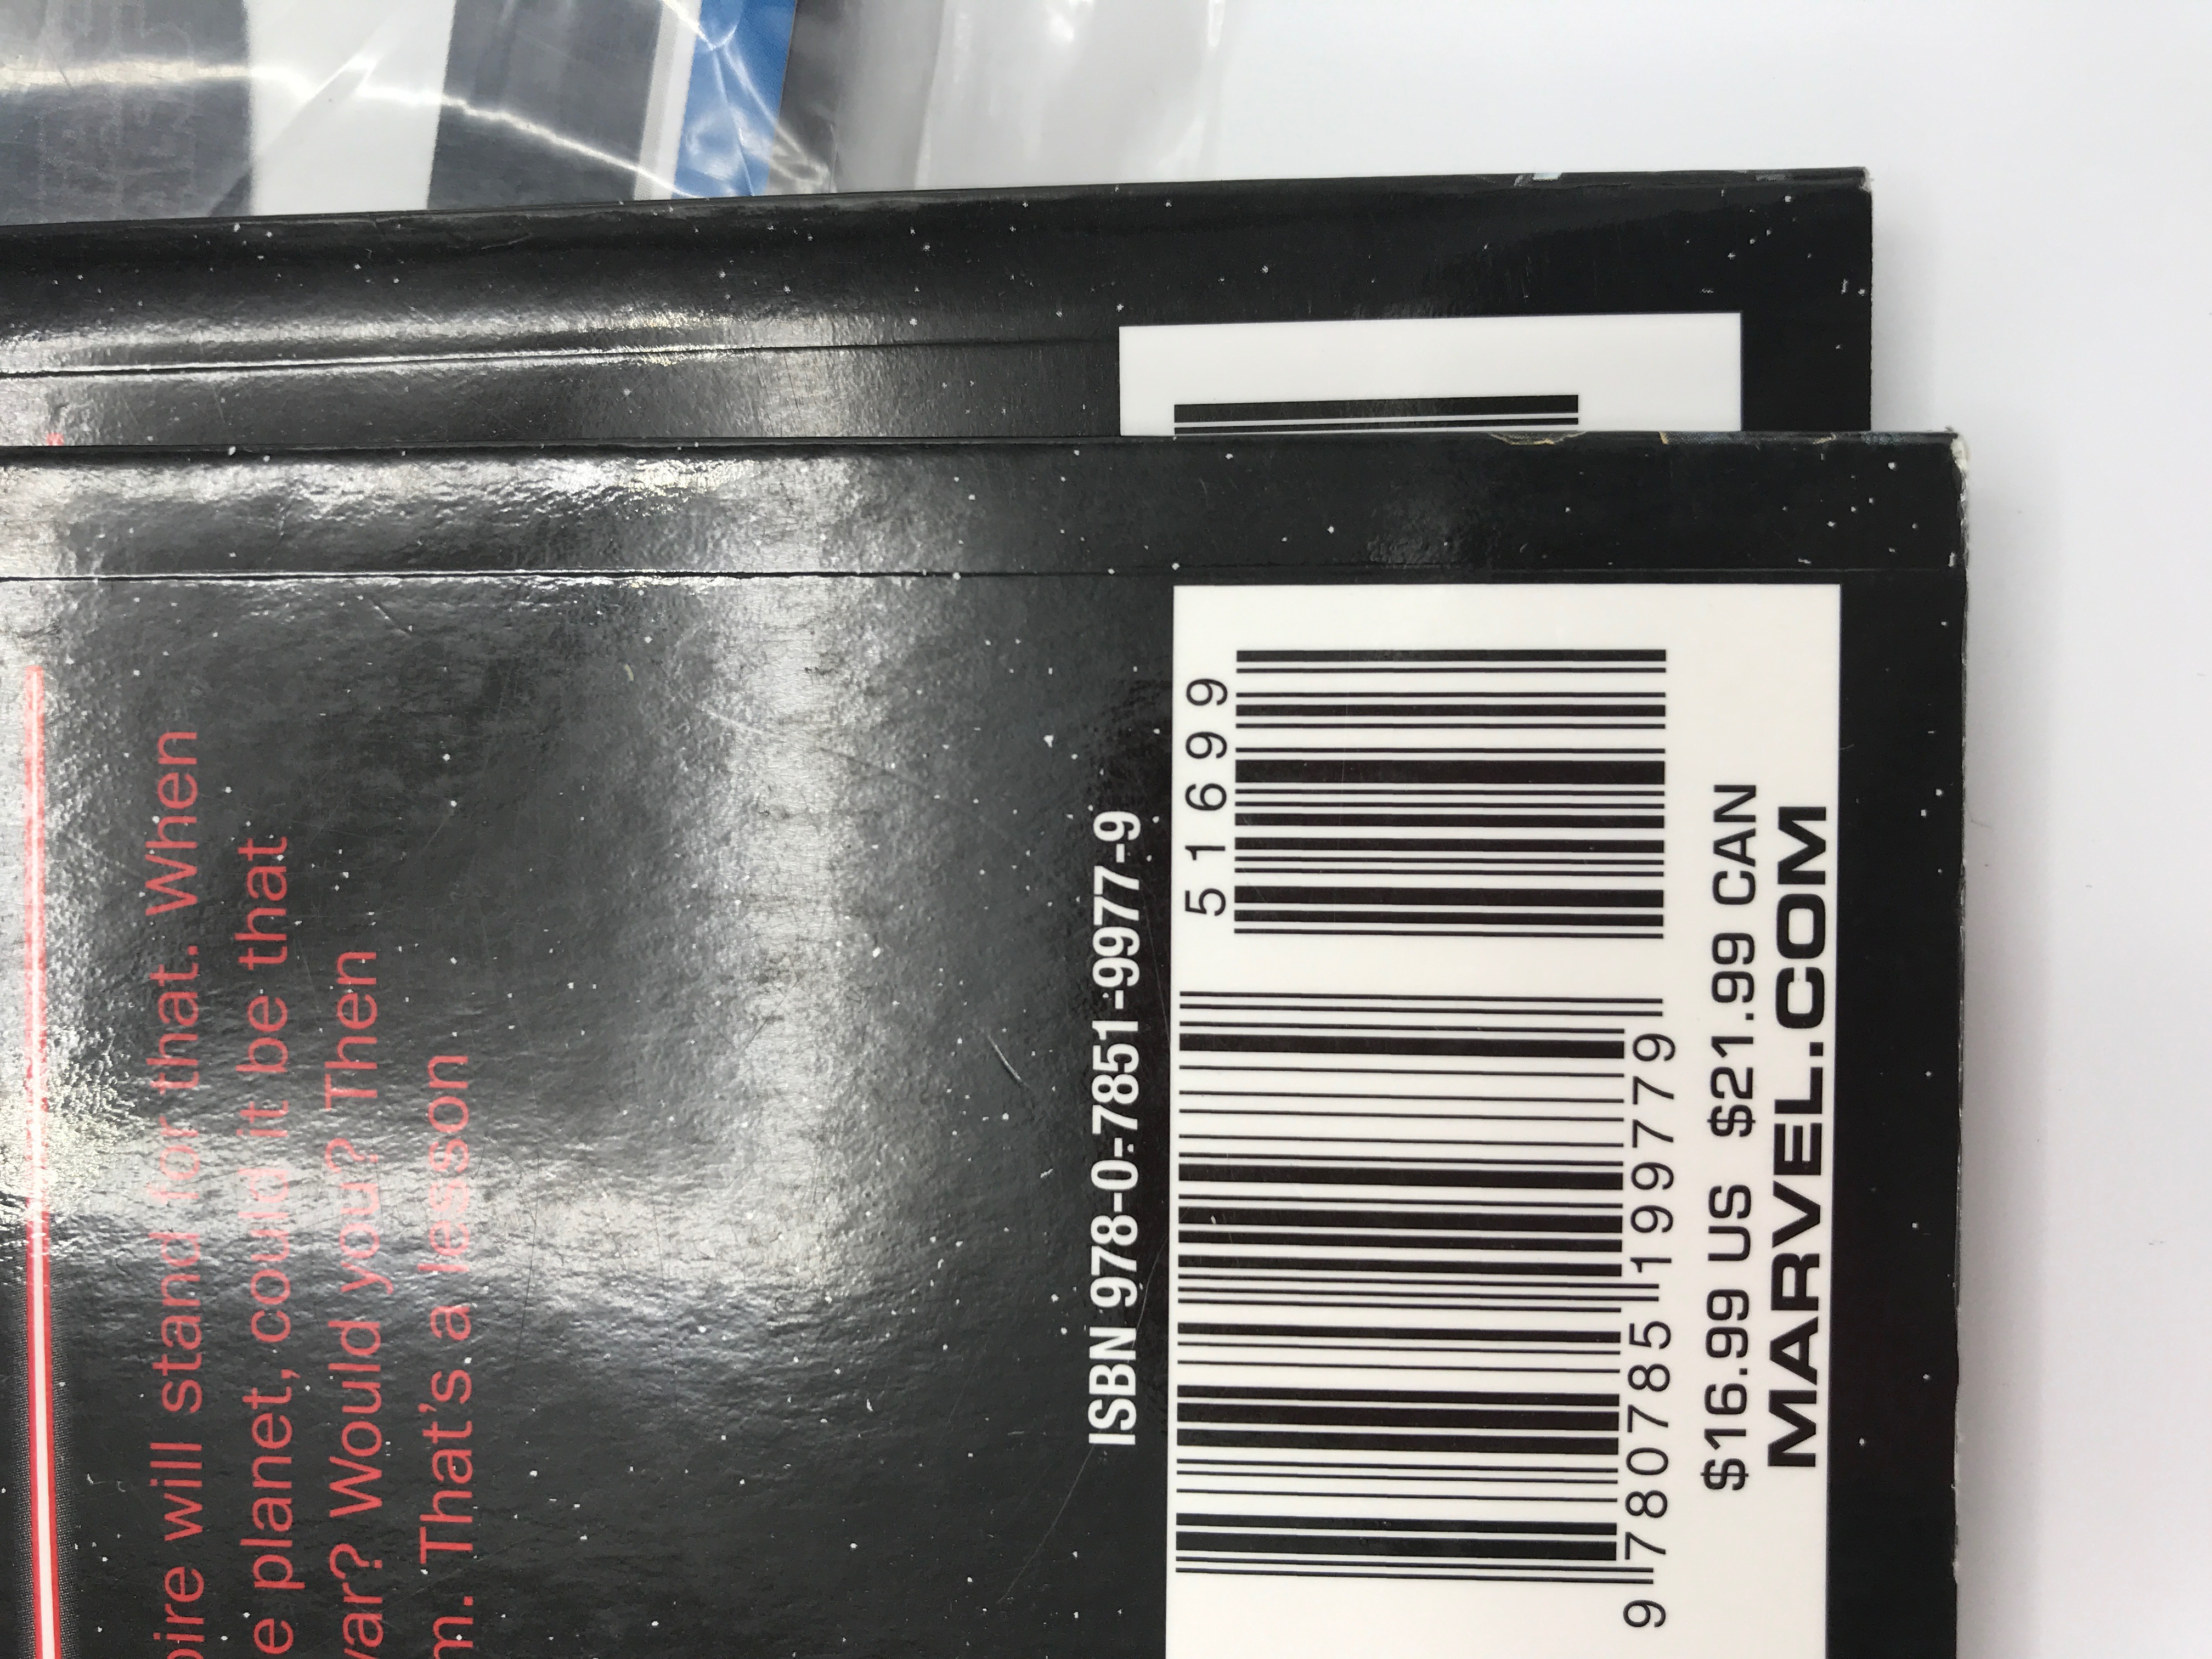 pire will stand for that. When
e planet, could it be that
var? Would you? Then
m. That's a lesson
ISBN 978-0-7851-9977-9
51699
9 780785 199779
$16.99 US $21.99 CAN
MARVEL.COM